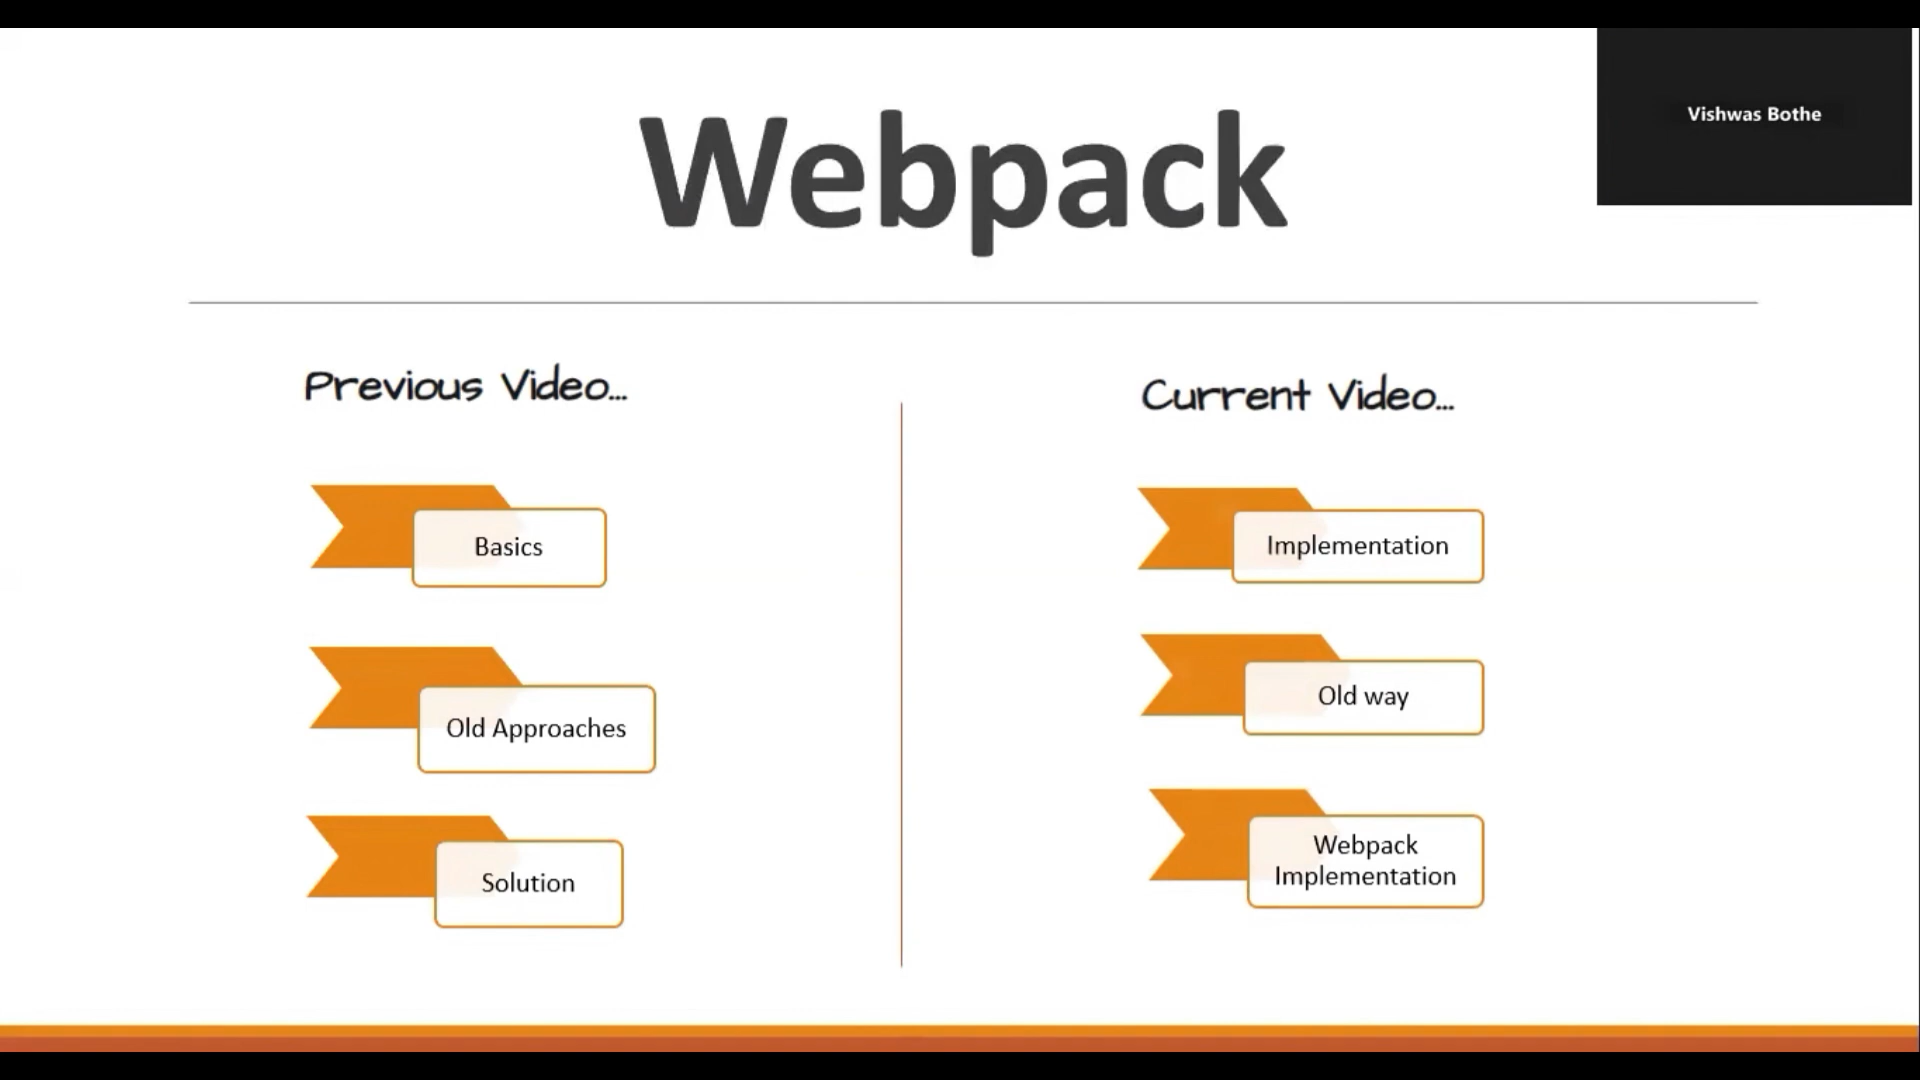 Webpack
Vishwas Bothe
Previous Video...
Basics
Old Approaches
Solution
Current Video...
Implementation
Old way
Webpack
Implementation